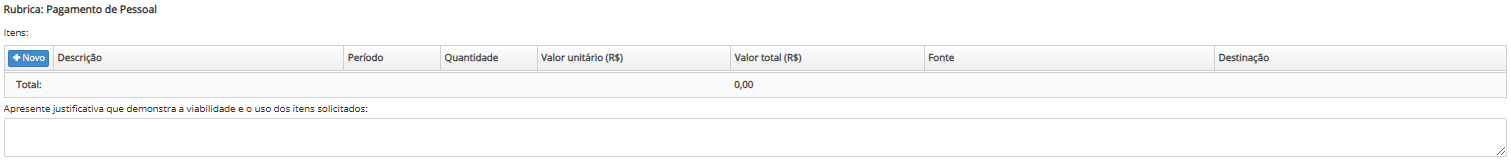 Rubrica: Pagamento de Pessoal
Itens:
+ Novo Descrição Período Quantidade Valor unitário (R$) Valor total (R$) Fonte Destinação
Total: 0,00
Apresente justificativa que demonstra a viabilidade e o uso dos itens solicitados: